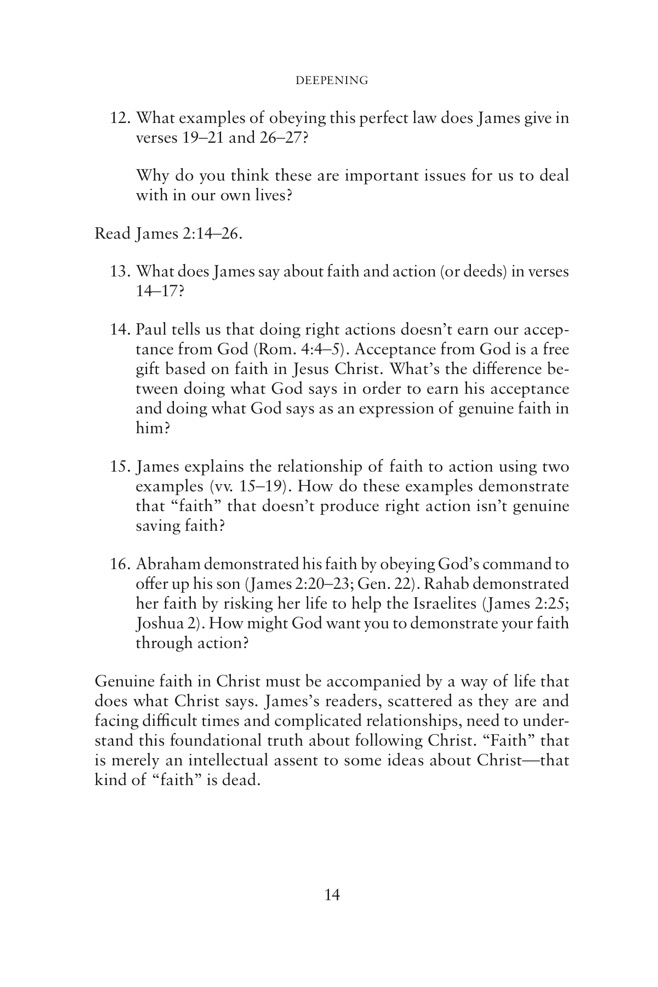 DEEPENING
12. What examples of obeying this perfect law does James give in
verses 19–21 and 26–27?
Why do you think these are important issues for us to deal
with in our own lives?
Read James 2:14–26.
13. What does James say about faith and action (or deeds) in verses
14–17?
14. Paul tells us that doing right actions doesn’t earn our accep-
tance from God (Rom. 4:4–5). Acceptance from God is a free
gift based on faith in Jesus Christ. What’s the difference be-
tween doing what God says in order to earn his acceptance
and doing what God says as an expression of genuine faith in
him?
15. James explains the relationship of faith to action using two
examples (vv. 15–19). How do these examples demonstrate
that “faith” that doesn’t produce right action isn’t genuine
saving faith?
16. Abraham demonstrated his faith by obeying God’s command to
offer up his son (James 2:20–23; Gen. 22). Rahab demonstrated
her faith by risking her life to help the Israelites (James 2:25;
Joshua 2). How might God want you to demonstrate your faith
through action?
Genuine faith in Christ must be accompanied by a way of life that
does what Christ says. James’s readers, scattered as they are and
facing difficult times and complicated relationships, need to under-
stand this foundational truth about following Christ. “Faith” that
is merely an intellectual assent to some ideas about Christ—that
kind of “faith” is dead.
14